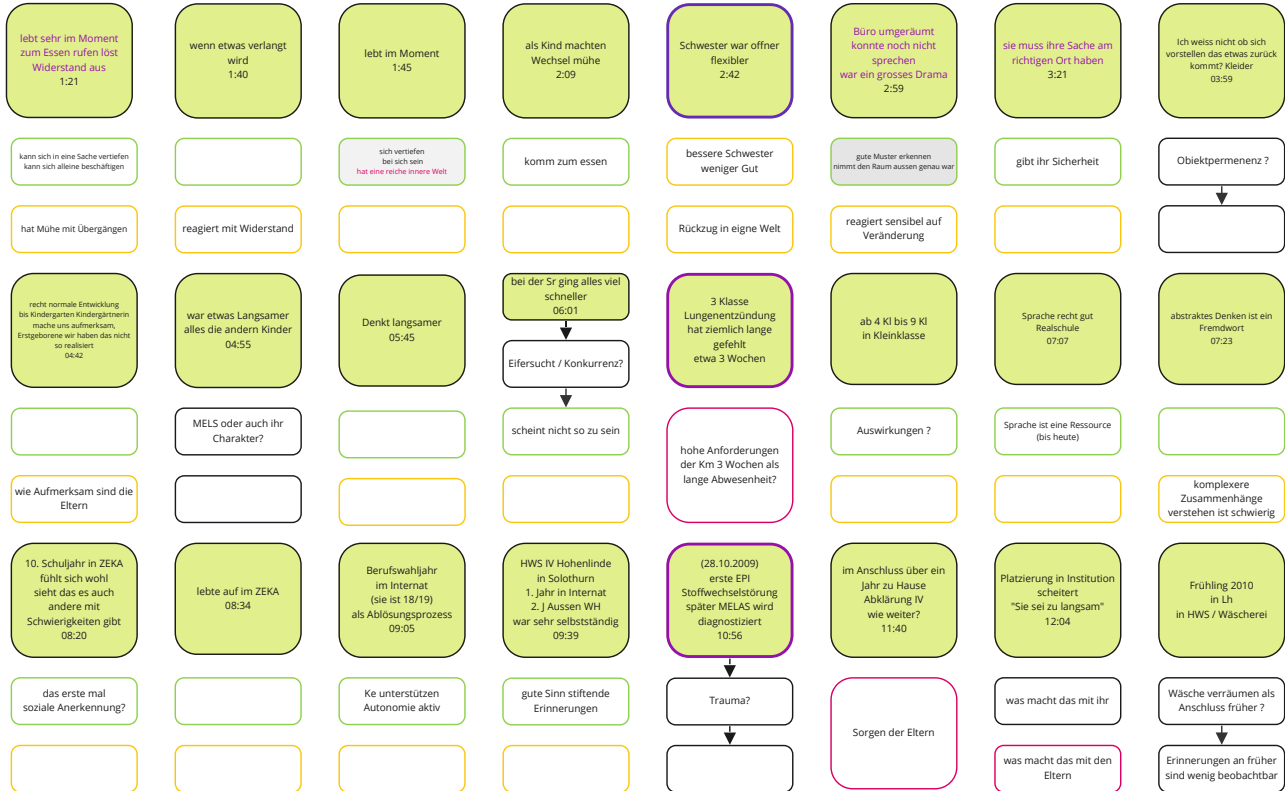 lebt sehr im Moment
zum Essen rufen löst
Widerstand aus
1:21
wenn etwas verlangt
wird
1:40
lebt im Moment
1:45
als Kind machten
Wechsel mühe
2:09
Schwester war offner
flexibler
2:42
Büro umgeräumt
konnte noch nicht
sprechen
war ein grosses Drama
2:59
sie muss ihre Sache am
richtigen Ort haben
3:21
Ich weiss nicht ob sich
vorstellen das etwas zurück
kommt? Kleider
03:59
kann sich in eine Sache vertiefen
kann sich alleine beschäftigen
sich vertiefen
bei sich sein
hat eine reiche innere Welt
komm zum essen
bessere Schwester
weniger Gut
gute Muster erkennen
nimmt den Raum aussen genau war
gibt ihr Sicherheit
Obiektpermenenz ?
hat Mühe mit Übergängen
reagiert mit Widerstand
Rückzug in eigne Welt
reagiert sensibel auf
Veränderung
recht normale Entwicklung
bis Kindergarten Kindergärtnerin
mache uns aufmerksam,
Erstgeborene wir haben das nicht
so realisiert
04:42
war etwas Langsamer
alles die andern Kinder
04:55
Denkt langsamer
05:45
bei der Sr ging alles viel
schneller
06:01
Eifersucht / Konkurrenz?
3 Klasse
Lungenentzündung
hat ziemlich lange
gefehlt
etwa 3 Wochen
ab 4 Kl bis 9 Kl
in Kleinklasse
Sprache recht gut
Realschule
07:07
abstraktes Denken ist ein
Fremdwort
07:23
MELS oder auch ihr
Charakter?
scheint nicht so zu sein
hohe Anforderungen
der Km 3 Wochen als
lange Abwesenheit?
Auswirkungen ?
Sprache ist eine Ressource
(bis heute)
wie Aufmerksam sind die
Eltern
komplexere
Zusammenhänge
verstehen ist schwierig
10. Schuljahr in ZEKA
fühlt sich wohl
sieht das es auch
andere mit
Schwierigkeiten gibt
08:20
lebte auf im ZEKA
08:34
Berufswahljahr
im Internat
(sie ist 18/19)
als Ablösungsprozess
09:05
HWS IV Hohenlinde
in Solothurn
1. Jahr in Internat
2. J Aussen WH
war sehr selbstständig
09:39
(28.10.2009)
erste EPI
Stoffwechselstörung
später MELAS wird
diagnostiziert
10:56
im Anschluss über ein
Jahr zu Hause
Abklärung IV
wie weiter?
11:40
Platzierung in Institution
scheitert
"Sie sei zu langsam"
12:04
Frühling 2010
in Lh
in HWS / Wäscherei
das erste mal
soziale Anerkennung?
Ke unterstützen
Autonomie aktiv
gute Sinn stiftende
Erinnerungen
Trauma?
Sorgen der Eltern
was macht das mit ihr
Wäsche verräumen als
Anschluss früher ?
was macht das mit den
Eltern
Erinnerungen an früher
sind wenig beobachtbar